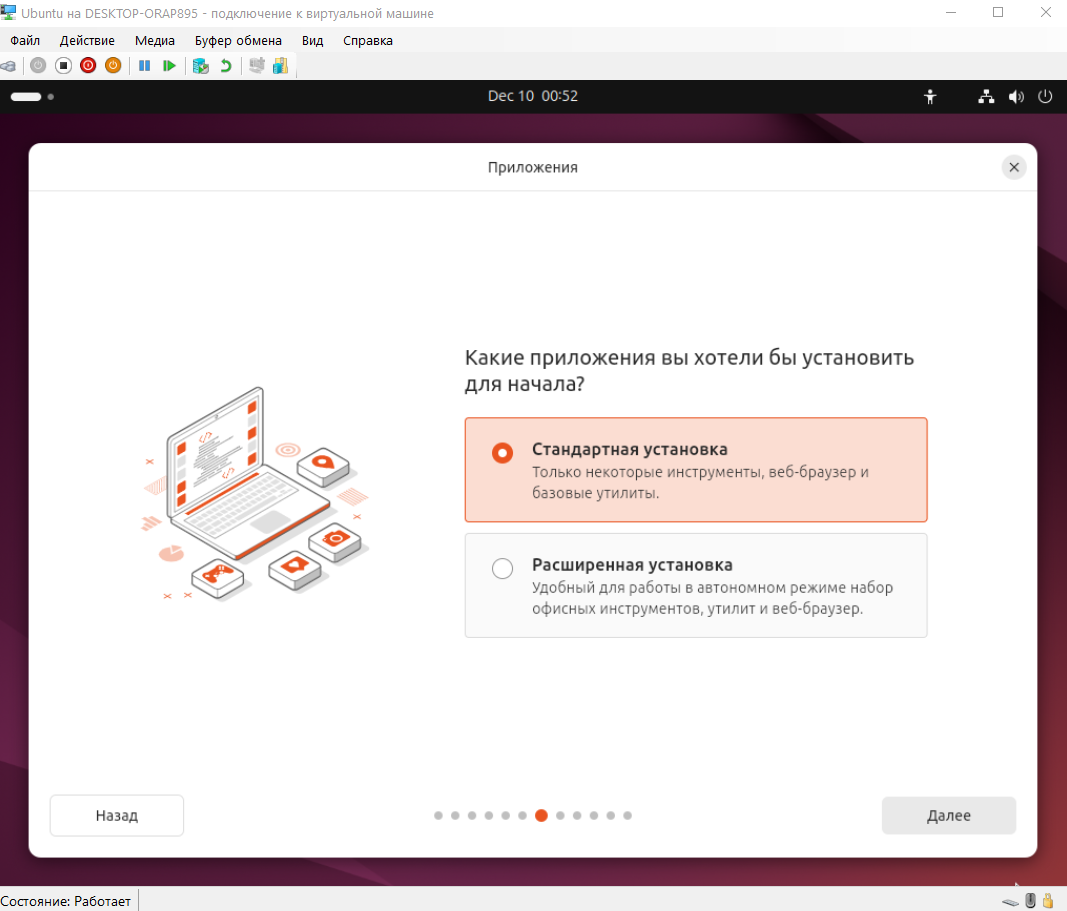 Ubuntu на DESKTOP-ORAP895 - подключение к виртуальной машине
Файл Действие Медиа Буфер обмена Вид Справка
Dec 10 00:52
Приложения
Какие приложения вы хотели бы установить
для начала?
Стандартная установка
Только некоторые инструменты, веб-браузер и
базовые утилиты.
Расширенная установка
Удобный для работы в автономном режиме набор
офисных инструментов, утилит и веб-браузер.
Назад
Далее
Состояние: Работает